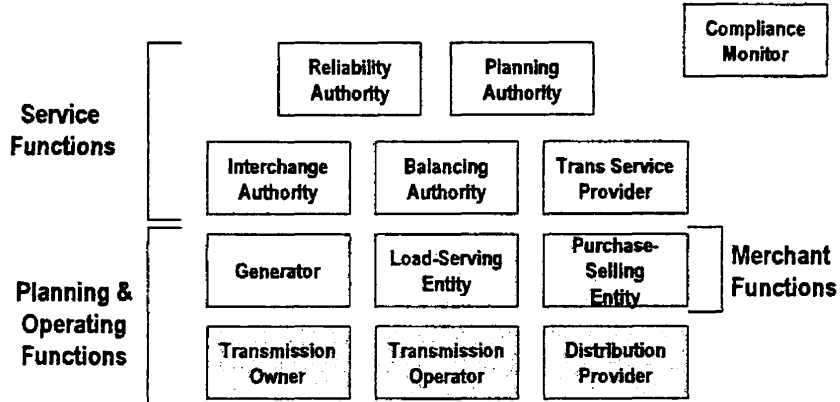 Compliance
Monitor
Reliability
Authority
Planning
Authority
Service
Functions
Interchange
Authority
Balancing
Authority
Trans Service
Provider
Generator
Load-Serving
Entity
Purchase-
Selling
Entity
Merchant
Functions
Planning &
Operating
Functions
Transmission
Owner
Transmission
Operator
Distribution
Provider